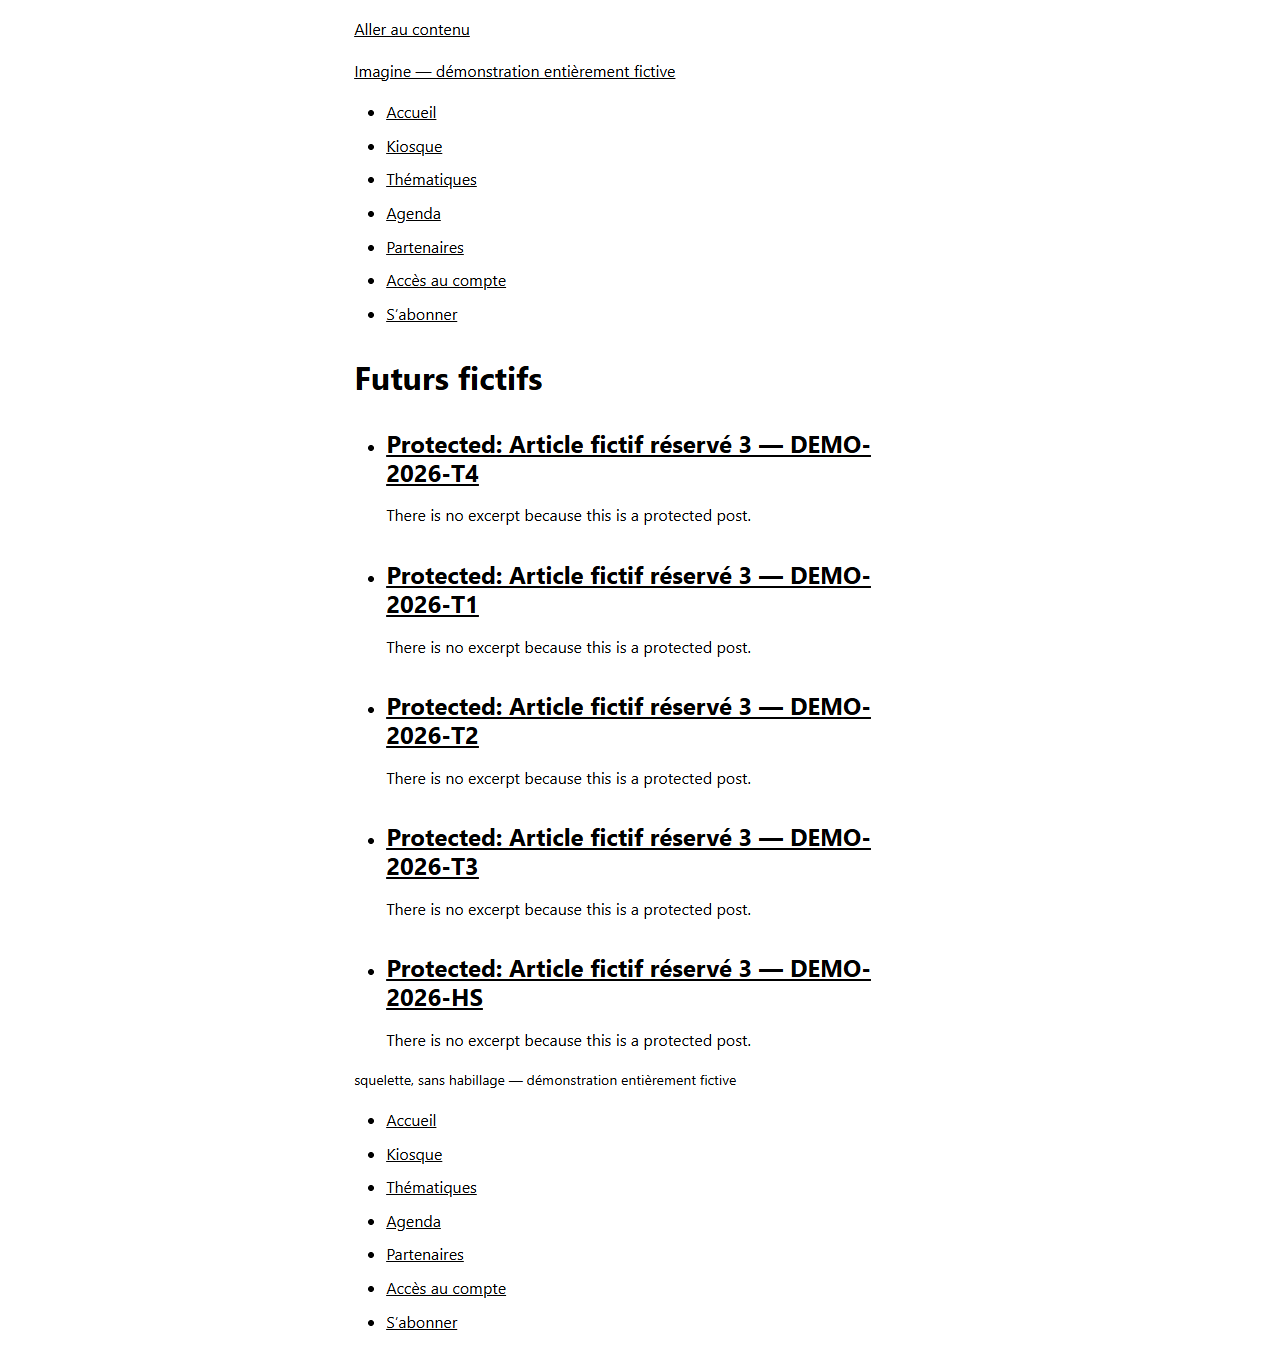 Aller au contenu
Imagine — démonstration entièrement fictive
Accueil
Kiosque
Thématiques
Agenda
Partenaires
Accès au compte
S'abonner
Futurs fictifs
Protected: Article fictif réservé 3 — DEMO-
2026-T4
There is no excerpt because this is a protected post.
Protected: Article fictif réservé 3 — DEMO-
2026-T1
There is no excerpt because this is a protected post.
Protected: Article fictif réservé 3 — DEMO-
2026-T2
There is no excerpt because this is a protected post.
Protected: Article fictif réservé 3 — DEMO-
2026-T3
There is no excerpt because this is a protected post.
Protected: Article fictif réservé 3 — DEMO-
2026-HS
There is no excerpt because this is a protected post.
squelette, sans habillage — démonstration entièrement fictive
Accueil
Kiosque
Thématiques
Agenda
Partenaires
Accès au compte
S'abonner